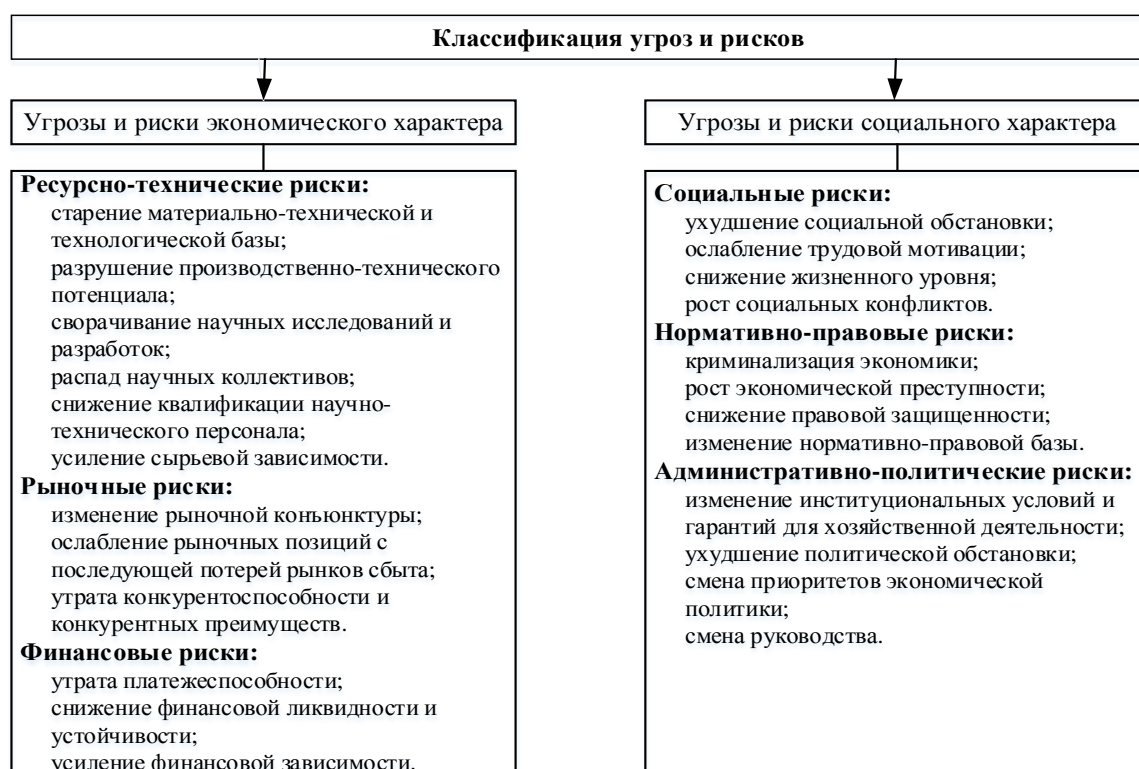 Классификация угроз и рисков
Угрозы и риски экономического характера
Ресурсно-технические риски:
старение материально-технической и
технологической базы;
разрушение производственно-технического
потенциала;
сворачивание научных исследований и
разработок;
распад научных коллективов;
снижение квалификации научно-
технического персонала;
усиление сырьевой зависимости.
Рыночные риски:
изменение рыночной конъюнктуры;
ослабление рыночных позиций с
последующей потерей рынков сбыта;
утрата конкурентоспособности и
конкурентных преимуществ.
Финансовые риски:
утрата платежеспособности;
снижение финансовой ликвидности и
устойчивости;
усиление финансовой зависимости.
Угрозы и риски социального характера
Социальные риски:
ухудшение социальной обстановки;
ослабление трудовой мотивации;
снижение жизненного уровня;
рост социальных конфликтов.
Нормативно-правовые риски:
криминализация экономики;
рост экономической преступности;
снижение правовой защищенности;
изменение нормативно-правовой базы.
Административно-политические риски:
изменение институциональных условий и
гарантий для хозяйственной деятельности;
ухудшение политической обстановки;
смена приоритетов экономической
политики;
смена руководства.